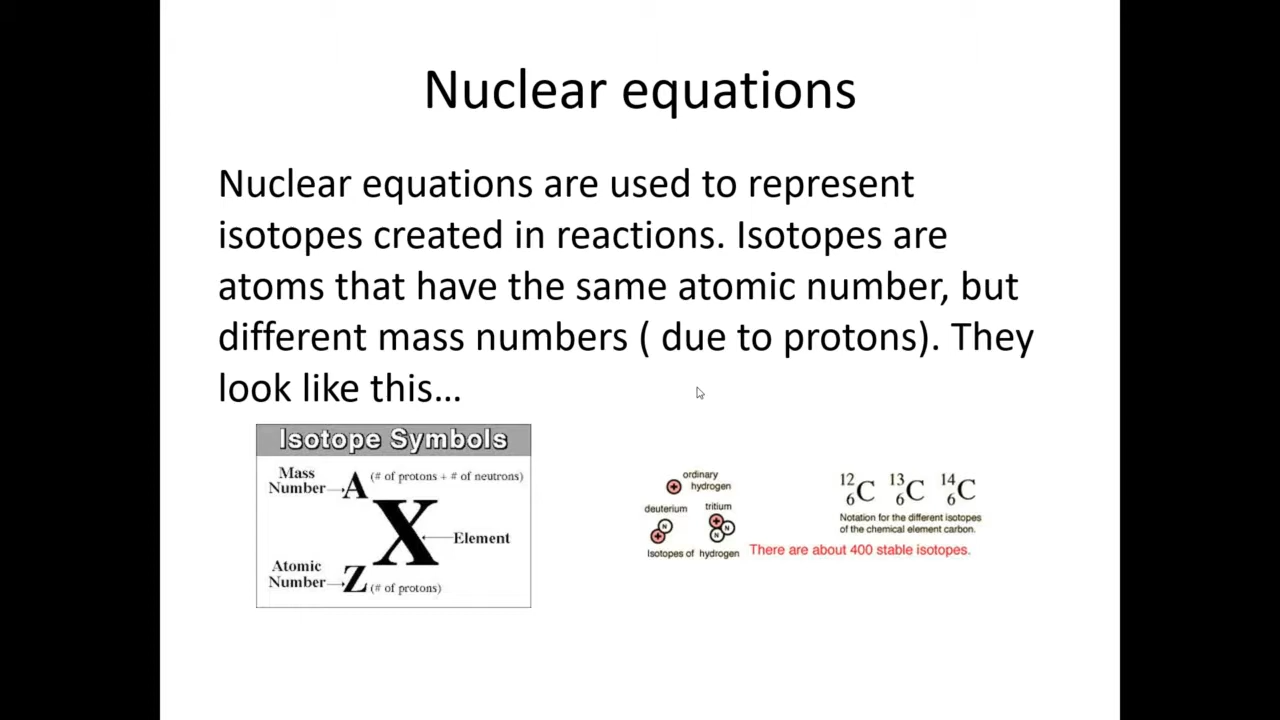 Nuclear equations
Nuclear equations are used to represent
isotopes created in reactions. Isotopes are
atoms that have the same atomic number, but
different mass numbers ( due to protons). They
look like this…
Isotope Symbols
Mass
Number
A
(# of protons + # of neutrons)
X
Element
Atomic
Number
Z
(# of protons)
ordinary
hydrogen
+
deuterium
tritium
N
+
+
N
N
Isotopes of hydrogen
12 6 C 13 6 C 14 6 C
Notation for the different isotopes
of the chemical element carbon.
There are about 400 stable isotopes.